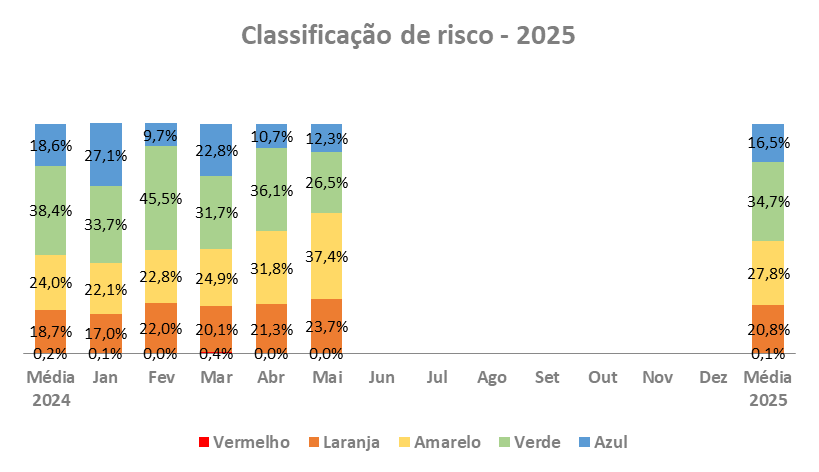 Classificação de risco - 2025
18,6% 27,1% 9,7% 22,8% 10,7% 12,3% 16,5%
38,4% 33,7% 45,5% 31,7% 36,1% 26,5% 34,7%
24,0% 22,1% 22,8% 24,9% 31,8% 37,4% 27,8%
18,7% 17,0% 22,0% 20,1% 21,3% 23,7% 20,8%
0,2% 0,1% 0,0% 0,4% 0,0% 0,0% 0,1%
Média 2024 Jan Fev Mar Abr Mai Jun Jul Ago Set Out Nov Dez Média 2025
Vermelho Laranja Amarelo Verde Azul